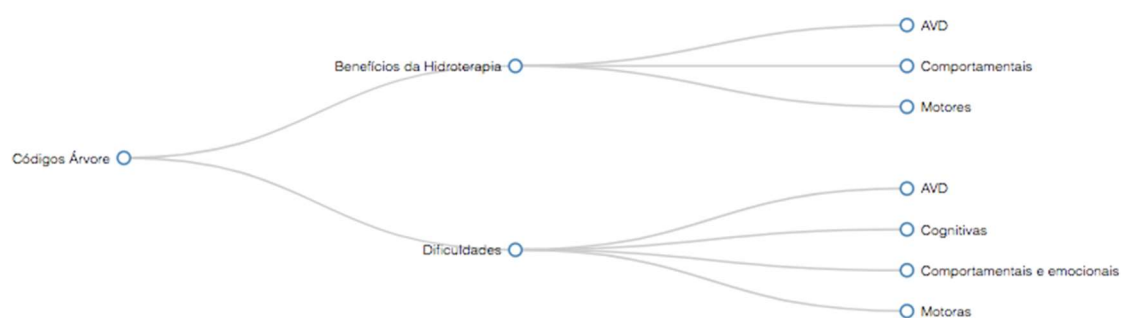 AVD
Benefícios da Hidroterapia
Comportamentais
Motores
Códigos Árvore
AVD
Cognitivas
Dificuldades
Comportamentais e emocionais
Motoras